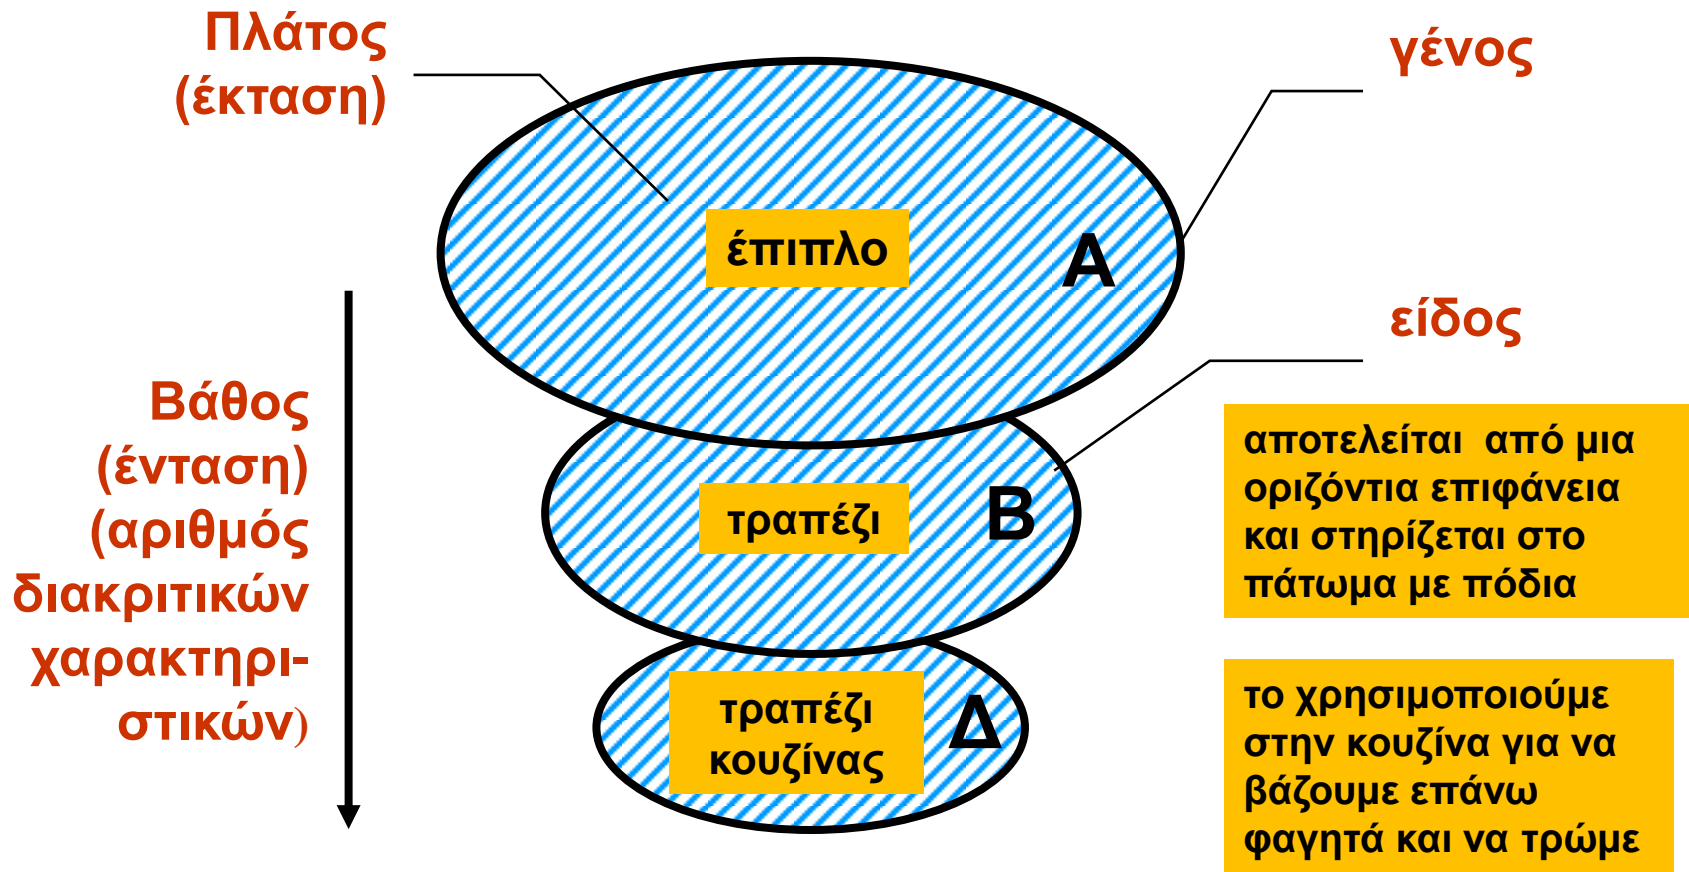 Πλάτος
(έκταση)
γένος
έπιπλο
Α
είδος
Βάθος
(ένταση)
(αριθμός
διακριτικών
χαρακτηρι-
στικών)
τραπέζι
Β
αποτελείται από μια
οριζόντια επιφάνεια
και στηρίζεται στο
πάτωμα με πόδια
τραπέζι
κουζίνας
Δ
το χρησιμοποιούμε
στην κουζίνα για να
βάζουμε επάνω
φαγητά και να τρώμε